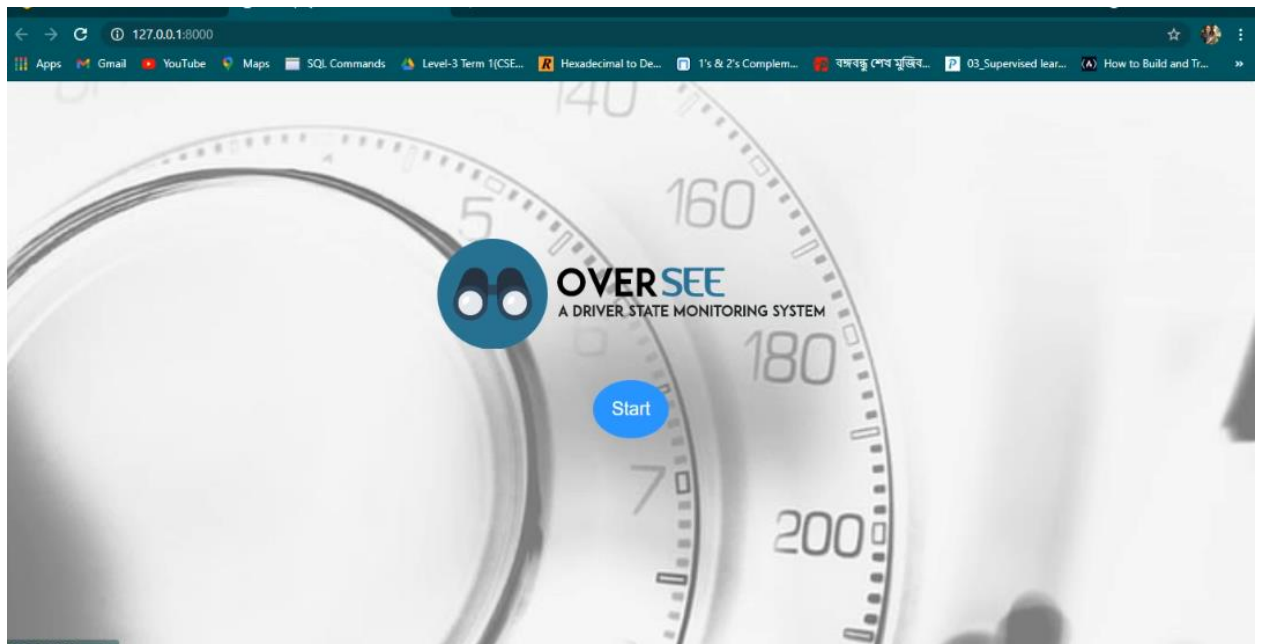 127.0.0.1:8000
Apps Gmail YouTube Maps SQL Commands Level-3 Term 1(CSE... Hexadecimal to De... 1's & 2's Complem... বঙ্গবন্ধু শেখ মুজিব... 03_Supervised lear... How to Build and Tr... »
140
160
5
OVERSEE
A DRIVER STATE MONITORING SYSTEM
6
180
Start
7
200